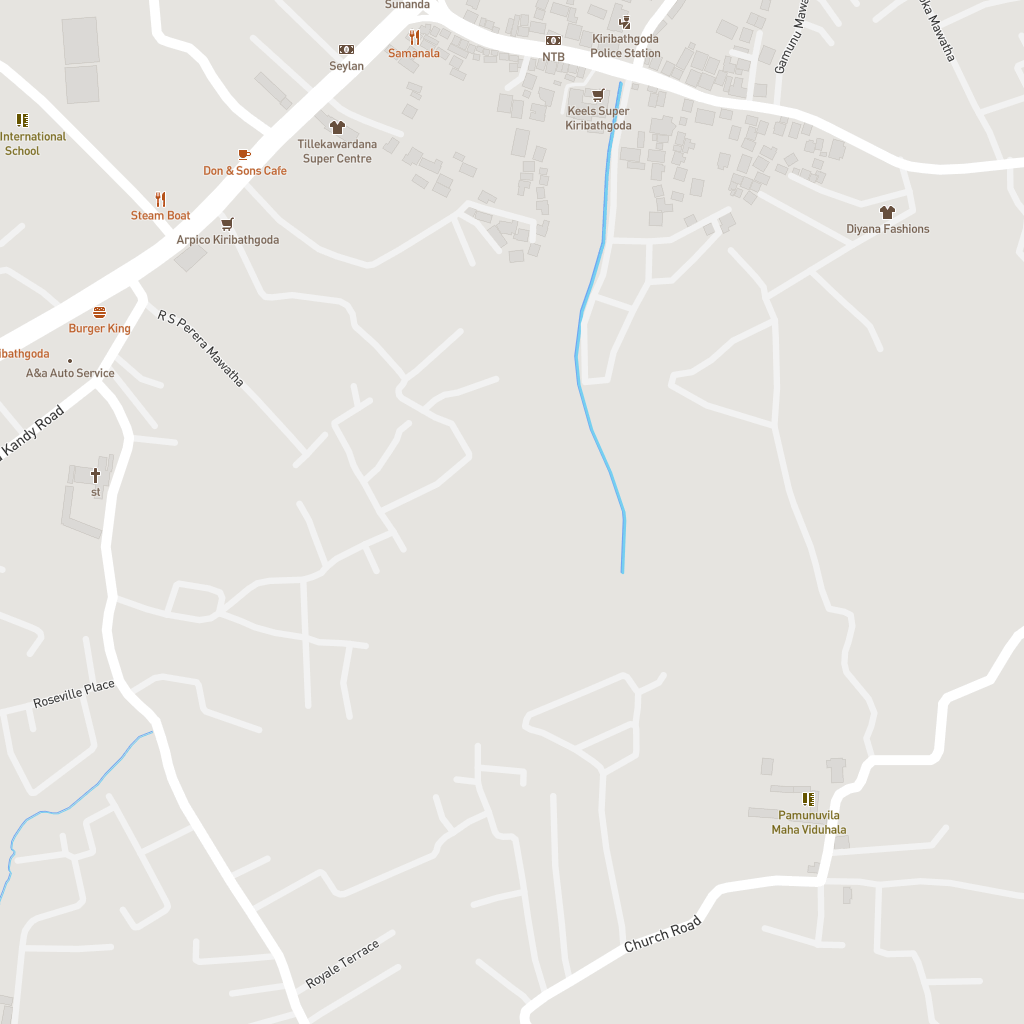 Sunanda
Samanala
Seylan
NTB
Kiribathgoda
Police Station
Gamunu Mawa
ka Mawatha
Keels Super
Kiribathgoda
International
School
Tillekawardana
Super Centre
Don & Sons Cafe
Steam Boat
Arpico Kiribathgoda
Diyana Fashions
Burger King
R S Perera Mawatha
ibathgoda
A&a Auto Service
Kandy Road
st
Roseville Place
Pamunuvila
Maha Viduhala
Church Road
Royale Terrace